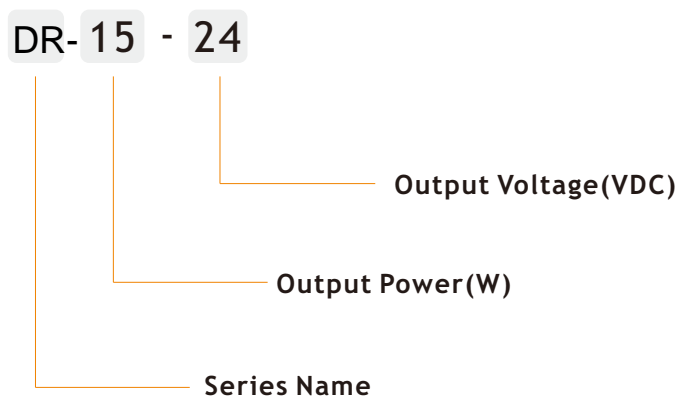 DR- 15 - 24
Output Voltage(VDC)
Output Power(W)
Series Name